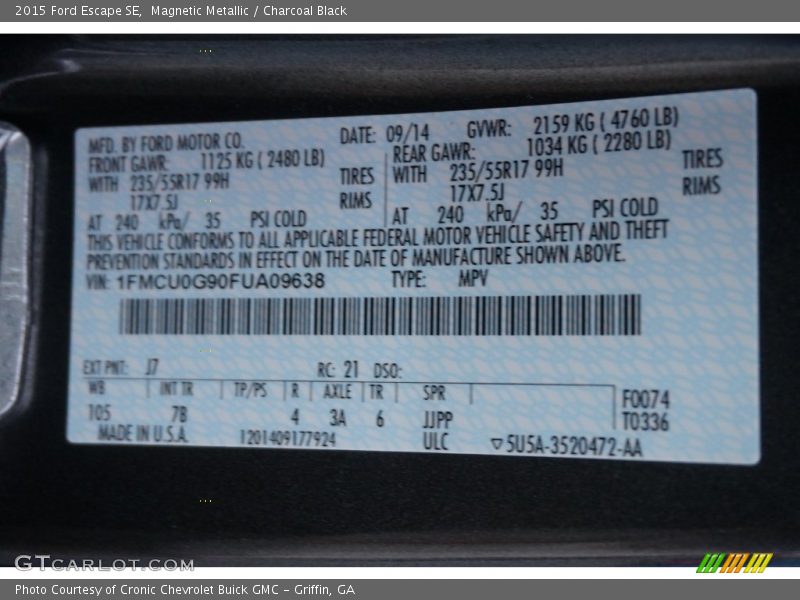 2015 Ford Escape SE, Magnetic Metallic / Charcoal Black
MFD. BY FORD MOTOR CO. DATE: 09/14 GVWR: 2159 KG ( 4760 LB)
FRONT GAWR: 1125 KG ( 2480 LB) REAR GAWR: 1034 KG ( 2280 LB)
WITH 235/55R17 99H TIRES WITH 235/55R17 99H TIRES
17X7.5J RIMS 17X7.5J RIMS
AT 240 kPa/ 35 PSI COLD AT 240 kPa/ 35 PSI COLD
THIS VEHICLE CONFORMS TO ALL APPLICABLE FEDERAL MOTOR VEHICLE SAFETY AND THEFT
PREVENTION STANDARDS IN EFFECT ON THE DATE OF MANUFACTURE SHOWN ABOVE.
VIN: 1FMCU0G90FUA09638 TYPE: MPV
EXT PNT: J7 RC: 21 DSO:
WB INT TR TP/PS R AXLE TR SPR F0074
105 7B 4 3A 6 JJPP T0336
MADE IN U.S.A. 1201409177924 ULC ▽5U5A-3520472-AA
GTCARLOT.COM
Photo Courtesy of Cronic Chevrolet Buick GMC – Griffin, GA